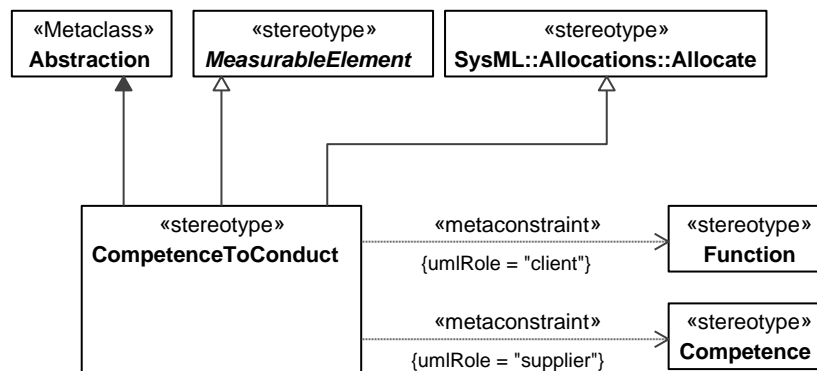 «Metaclass»
Abstraction
«stereotype»
MeasurableElement
«stereotype»
SysML::Allocations::Allocate
«stereotype»
CompetenceToConduct
«metaconstraint»
{umlRole = "client"}
«stereotype»
Function
«metaconstraint»
{umlRole = "supplier"}
«stereotype»
Competence